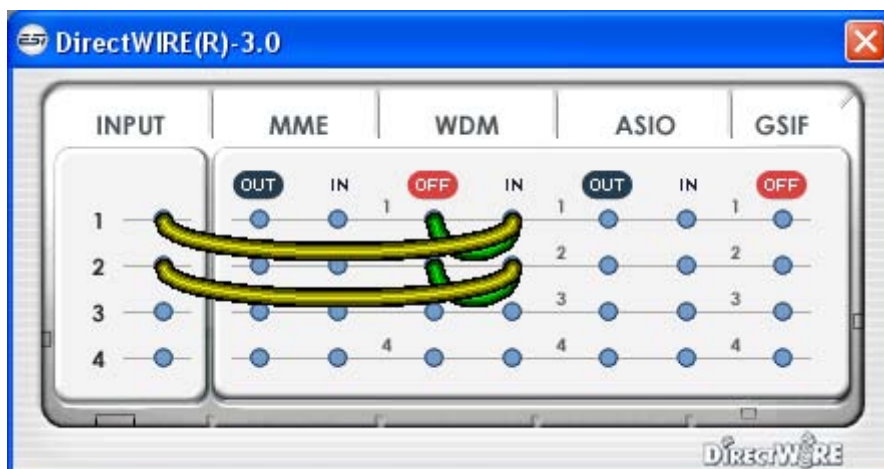 ESI DirectWIRE(R)-3.0
INPUT MME WDM ASIO GSIF
OUT IN OFF IN OUT IN OFF
1 1 1 1
2 2 2
3 3 3
4 4 4 4
DIRECTWIRE